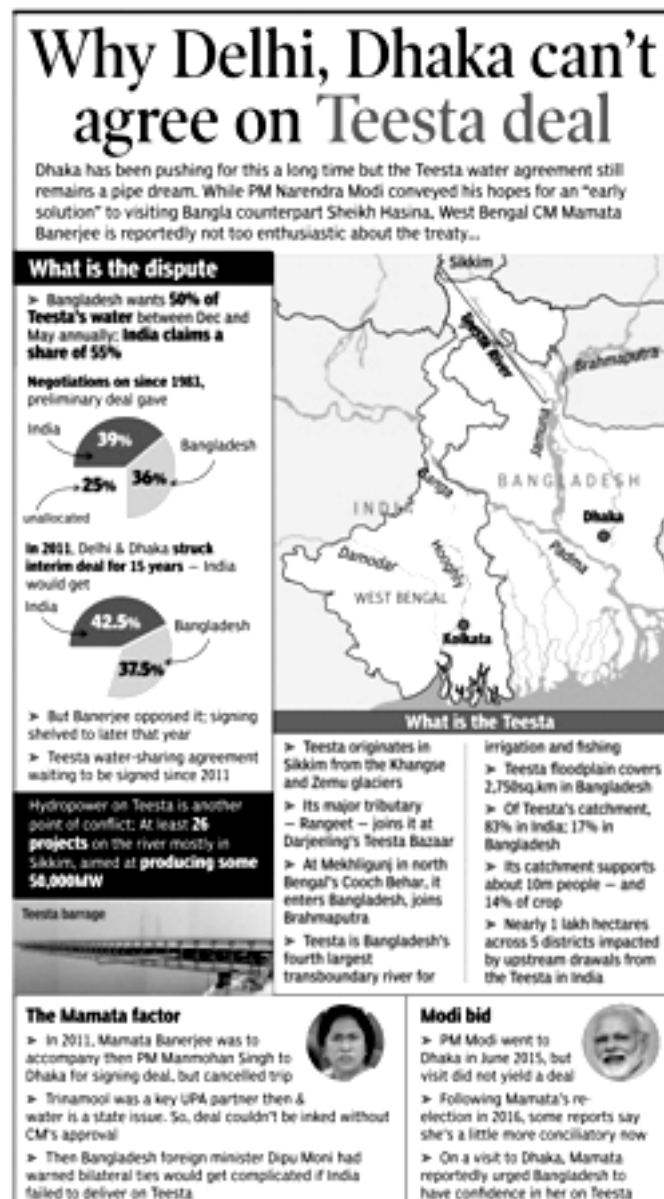 Why Delhi, Dhaka can't
agree on Teesta deal
Dhaka has been pushing for this a long time but the Teesta water agreement still
remains a pipe dream. While PM Narendra Modi conveyed his hopes for an "early
solution" to visiting Bangla counterpart Sheikh Hasina, West Bengal CM Mamata
Banerjee is reportedly not too enthusiastic about the treaty...
What is the dispute
➤ Bangladesh wants 50% of
Teesta's water between Dec and
May annually; India claims a
share of 55%
Negotiations on since 1983,
preliminary deal gave
India
39%
Bangladesh
36%
25%
unallocated
In 2011, Delhi & Dhaka struck
interim deal for 15 years — India
would get
India
42.5%
Bangladesh
37.5%
➤ But Banerjee opposed it; signing
shelved to later that year
➤ Teesta water-sharing agreement
waiting to be signed since 2011
Hydropower on Teesta is another
point of conflict: At least 26
projects on the river mostly in
Sikkim, aimed at producing some
50,000MW
Teesta barrage
Sikkim
Teesta River
Brahmaputra
Jamuna
BANGLADESH
Ganga
INDIA
Dhaka
Padma
Damodar
Hooghly
WEST BENGAL
Kolkata
What is the Teesta
➤ Teesta originates in
Sikkim from the Khangse
and Zemu glaciers
➤ Its major tributary
— Rangeet — joins it at
Darjeeling's Teesta Bazaar
➤ At Mekhligunj in north
Bengal's Cooch Behar, it
enters Bangladesh, joins
Brahmaputra
➤ Teesta is Bangladesh's
fourth largest
transboundary river for
irrigation and fishing
➤ Teesta floodplain covers
2,750sq.km in Bangladesh
➤ Of Teesta's catchment,
83% in India; 17% in
Bangladesh
➤ Its catchment supports
about 10m people — and
14% of crop
➤ Nearly 1 lakh hectares
across 5 districts impacted
by upstream drawals from
the Teesta in India
The Mamata factor
➤ In 2011, Mamata Banerjee was to
accompany then PM Manmohan Singh to
Dhaka for signing deal, but cancelled trip
➤ Trinamool was a key UPA partner then &
water is a state issue. So, deal couldn't be inked without
CM's approval
➤ Then Bangladesh foreign minister Dipu Moni had
warned bilateral ties would get complicated if India
failed to deliver on Teesta
Modi bid
➤ PM Modi went to
Dhaka in June 2015, but
visit did not yield a deal
➤ Following Mamata's re-
election in 2016, some reports say
she's a little more conciliatory now
➤ On a visit to Dhaka, Mamata
reportedly urged Bangladesh to
have confidence in her on Teesta